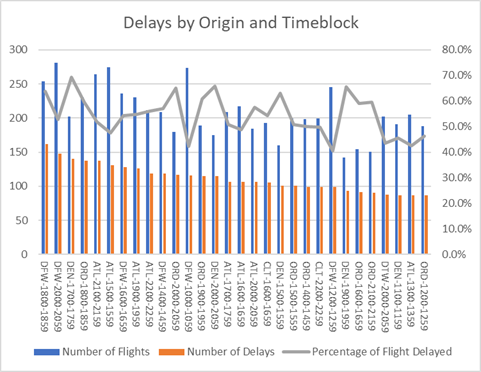 Delays by Origin and Timeblock
300
250
200
150
100
50
0
80.0%
70.0%
60.0%
50.0%
40.0%
30.0%
20.0%
10.0%
0.0%
DFW-1800-1859
DFW-2000-2059
DEN-1700-1759
ORD-1800-1859
ATL-2100-2159
ATL-1500-1559
DFW-1600-1659
ATL-1900-1959
ATL-2200-2259
DFW-1400-1459
ORD-2000-2059
DFW-1000-1059
ORD-1900-1959
DEN-2000-2059
ATL-1700-1759
ATL-1600-1659
ATL-2000-2059
CLT-1600-1659
DEN-1500-1559
ORD-1500-1559
ORD-1400-1459
CLT-2200-2259
DFW-1200-1259
DEN-1900-1959
ORD-1600-1659
ORD-2100-2159
DTW-2000-2059
DEN-1100-1159
ATL-1300-1359
ORD-1200-1259
Number of Flights
Number of Delays
Percentage of Flight Delayed